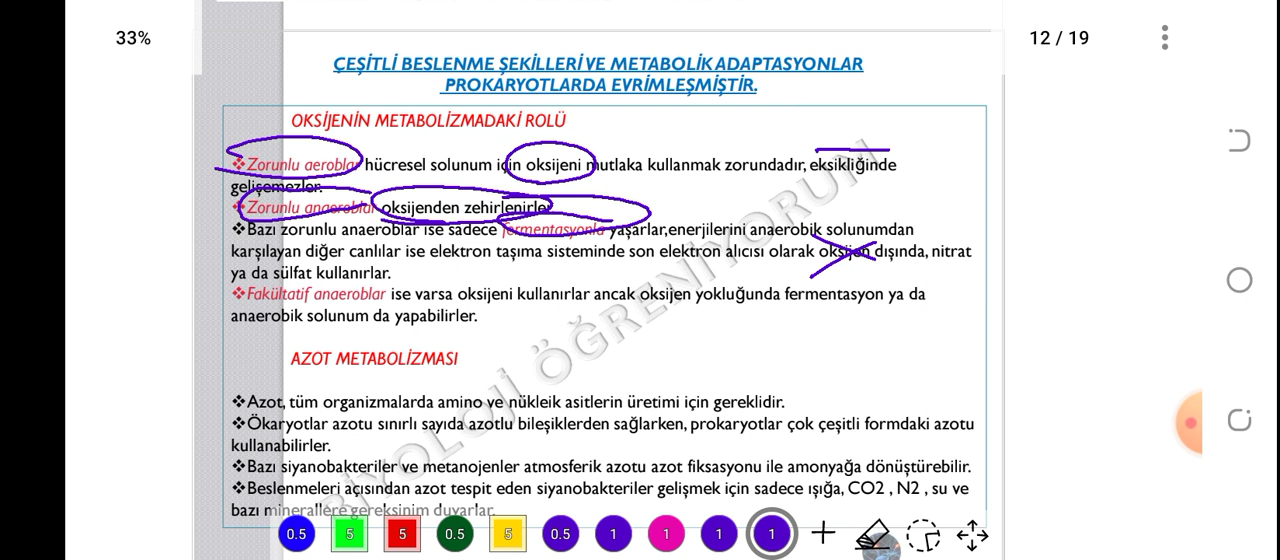 33%
12 / 19
ÇEŞİTLİ BESLENME ŞEKİLLERİ VE METABOLİK ADAPTASYONLAR
PROKARYOTLARDA EVRİMLEŞMİŞTİR.
OKSİJENİN METABOLİZMADAKİ ROLÜ
❖Zorunlu aeroblar hücresel solunum için oksijeni mutlaka kullanmak zorundadır, eksikliğinde
gelişemezler.
❖Zorunlu anaeroblar oksijenden zehirlenirler
❖Bazı zorunlu anaeroblar ise sadece fermentasyonla yaşarlar,enerjilerini anaerobik solunumdan
karşılayan diğer canlılar ise elektron taşıma sisteminde son elektron alıcısı olarak oksijen dışında, nitrat
ya da sülfat kullanırlar.
❖Fakültatif anaeroblar ise varsa oksijeni kullanırlar ancak oksijen yokluğunda fermentasyon ya da
anaerobik solunum da yapabilirler.
AZOT METABOLİZMASI
❖Azot, tüm organizmalarda amino ve nükleik asitlerin üretimi için gereklidir.
❖Ökaryotlar azotu sınırlı sayıda azotlu bileşiklerden sağlarken, prokaryotlar çok çeşitli formdaki azotu
kullanabilirler.
❖Bazı siyanobakteriler ve metanojenler atmosferik azotu azot fiksasyonu ile amonyağa dönüştürebilir.
❖Beslenmeleri açısından azot tespit eden siyanobakteriler gelişmek için sadece ışığa, CO2 , N2 , su ve
bazı minerallere gereksinim duyarlar.
BİYOLOJİ ÖĞRENİYORUM
0.5 5 5 0.5 5 0.5 1 1 1 1